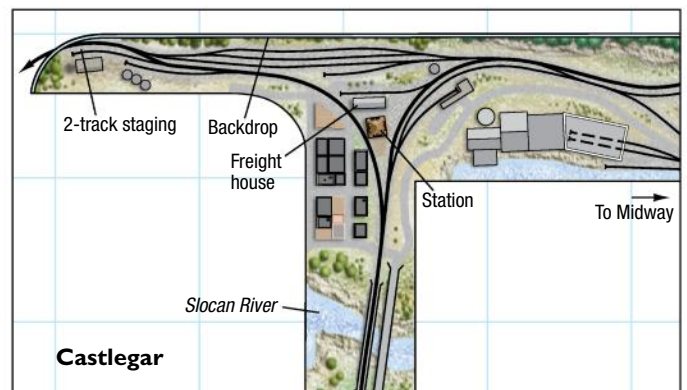 2-track staging
Backdrop
Freight
house
Station
To Midway
Slocan River
Castlegar